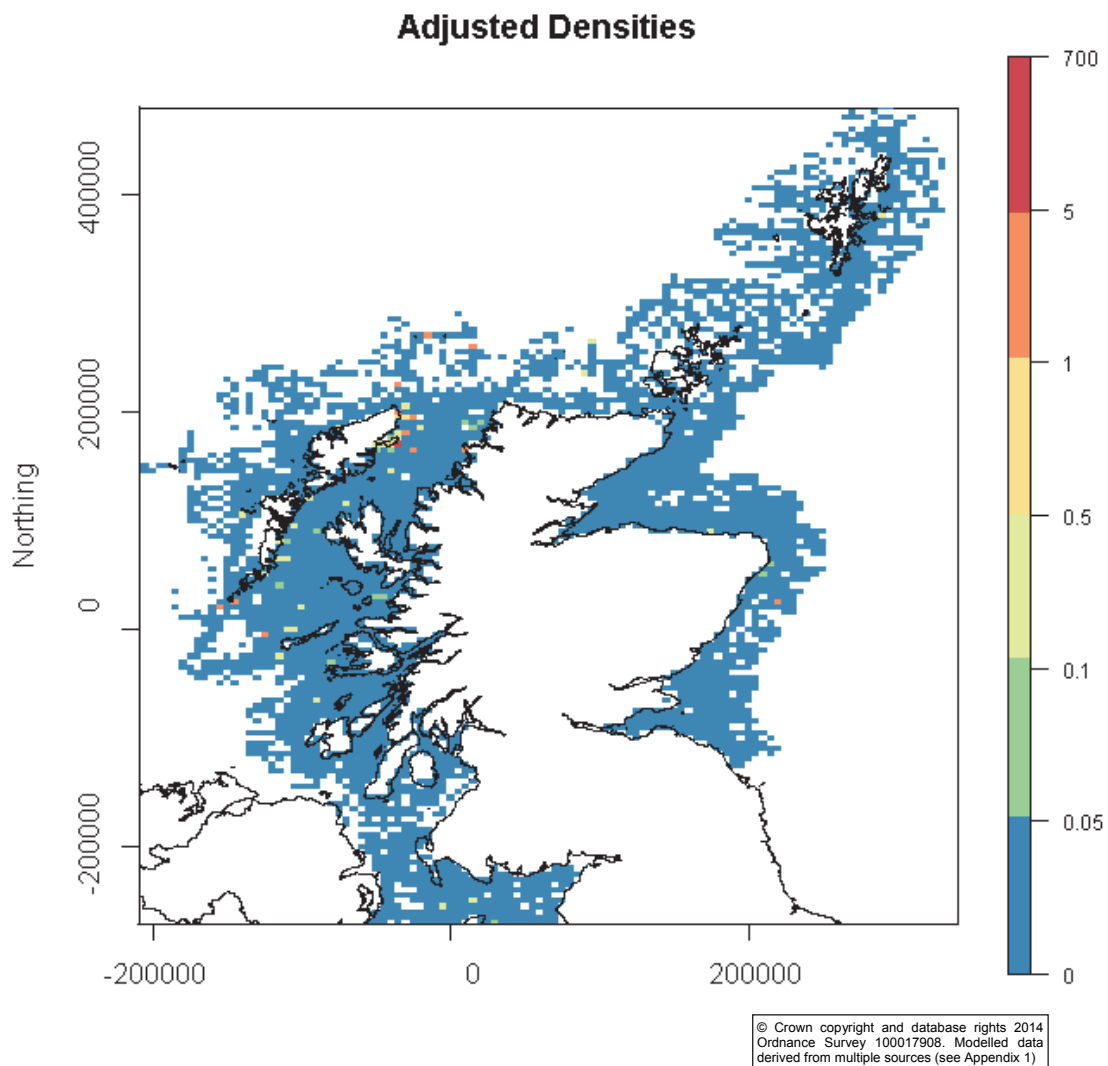 Adjusted Densities
700
5
1
0.5
0.1
0.05
0
Northing
400000
200000
0
-200000
-200000
0
200000
© Crown copyright and database rights 2014
Ordnance Survey 100017908. Modelled data
derived from multiple sources (see Appendix 1)